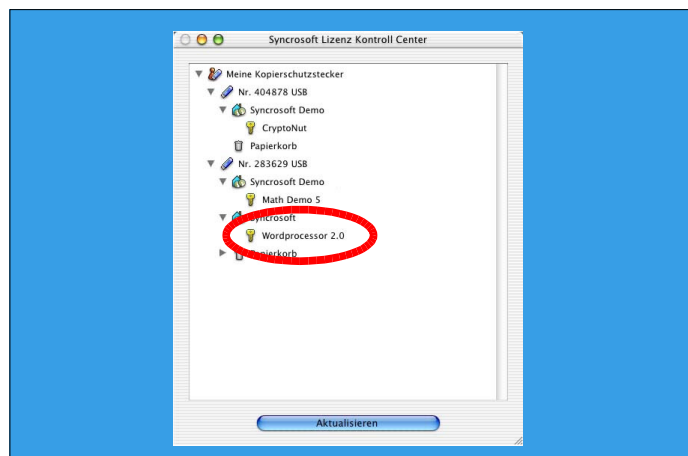 Syncrosoft Lizenz Kontroll Center
Meine Kopierschutzstecker
Nr. 404878 USB
Syncrosoft Demo
CryptoNut
Papierkorb
Nr. 283629 USB
Syncrosoft Demo
Math Demo 5
Syncrosoft
Wordprocessor 2.0
Papierkorb
Aktualisieren